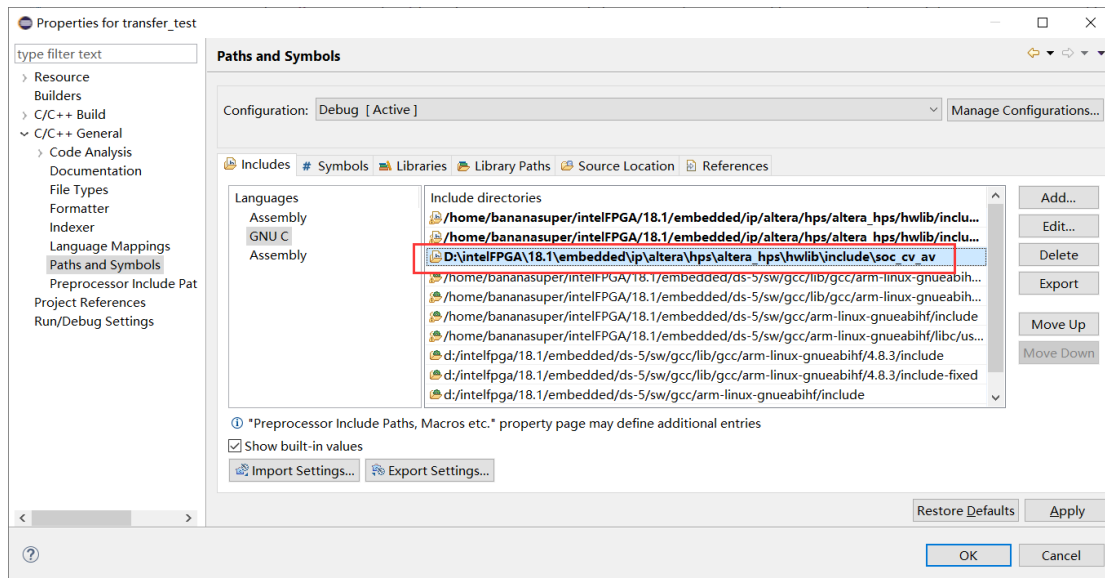 Properties for transfer_test
type filter text
Resource
Builders
C/C++ Build
C/C++ General
Code Analysis
Documentation
File Types
Formatter
Indexer
Language Mappings
Paths and Symbols
Preprocessor Include Pat
Project References
Run/Debug Settings
Paths and Symbols
Configuration: Debug [ Active ]
Manage Configurations...
Includes # Symbols Libraries Library Paths Source Location References
Languages
Assembly
GNU C
Assembly
Include directories
/home/bananasuper/intelFPGA/18.1/embedded/ip/altera/hps/altera_hps/hwlib/inclu...
/home/bananasuper/intelFPGA/18.1/embedded/ip/altera/hps/altera_hps/hwlib/inclu...
D:\intelFPGA\18.1\embedded\ip\altera\hps\altera_hps\hwlib\include\soc_cv_av
/home/bananasuper/intelFPGA/18.1/embedded/ds-5/sw/gcc/lib/gcc/arm-linux-gnueabih...
/home/bananasuper/intelFPGA/18.1/embedded/ds-5/sw/gcc/lib/gcc/arm-linux-gnueabih...
/home/bananasuper/intelFPGA/18.1/embedded/ds-5/sw/gcc/arm-linux-gnueabihf/include
/home/bananasuper/intelFPGA/18.1/embedded/ds-5/sw/gcc/arm-linux-gnueabihf/libc/us...
d:/intelfpga/18.1/embedded/ds-5/sw/gcc/lib/gcc/arm-linux-gnueabihf/4.8.3/include
d:/intelfpga/18.1/embedded/ds-5/sw/gcc/lib/gcc/arm-linux-gnueabihf/4.8.3/include-fixed
d:/intelfpga/18.1/embedded/ds-5/sw/gcc/arm-linux-gnueabihf/include
Add...
Edit...
Delete
Export
Move Up
Move Down
"Preprocessor Include Paths, Macros etc." property page may define additional entries
Show built-in values
Import Settings... Export Settings...
Restore Defaults Apply
OK Cancel